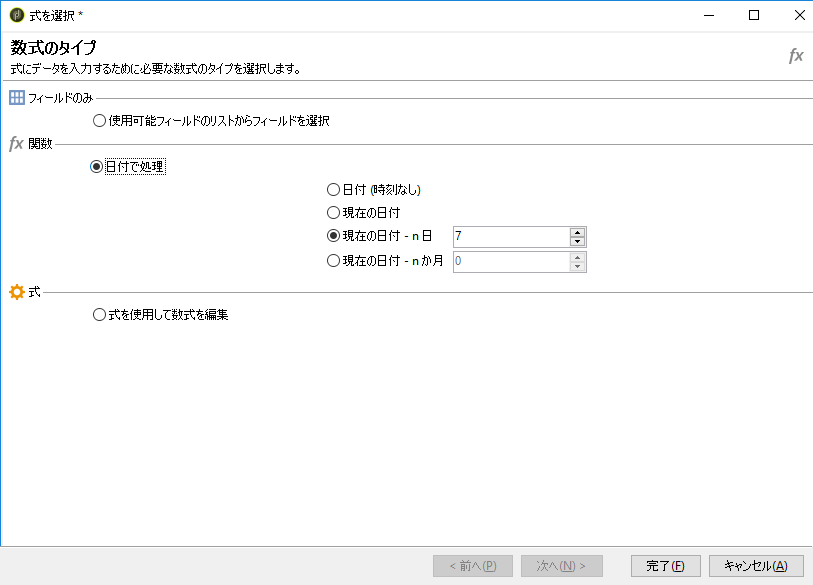 式を選択 *
数式のタイプ
式にデータを入力するために必要な数式のタイプを選択します。
fx
フィールドのみ
使用可能フィールドのリストからフィールドを選択
fx 関数
日付で処理
日付 (時刻なし)
現在の日付
現在の日付 - n 日 7
現在の日付 - n か月 0
式
式を使用して数式を編集
< 前へ(P) 次へ(N) > 完了(F) キャンセル(A)